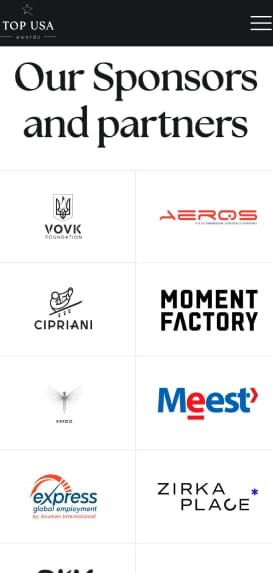 TOP USA
awards
Our Sponsors
and partners
VOVK
FOUNDATION
AEROS
CIPRIANI
MOMENT
FACTORY
Meest
express
global employment
by Acumen International
ZIRKA
PLACE